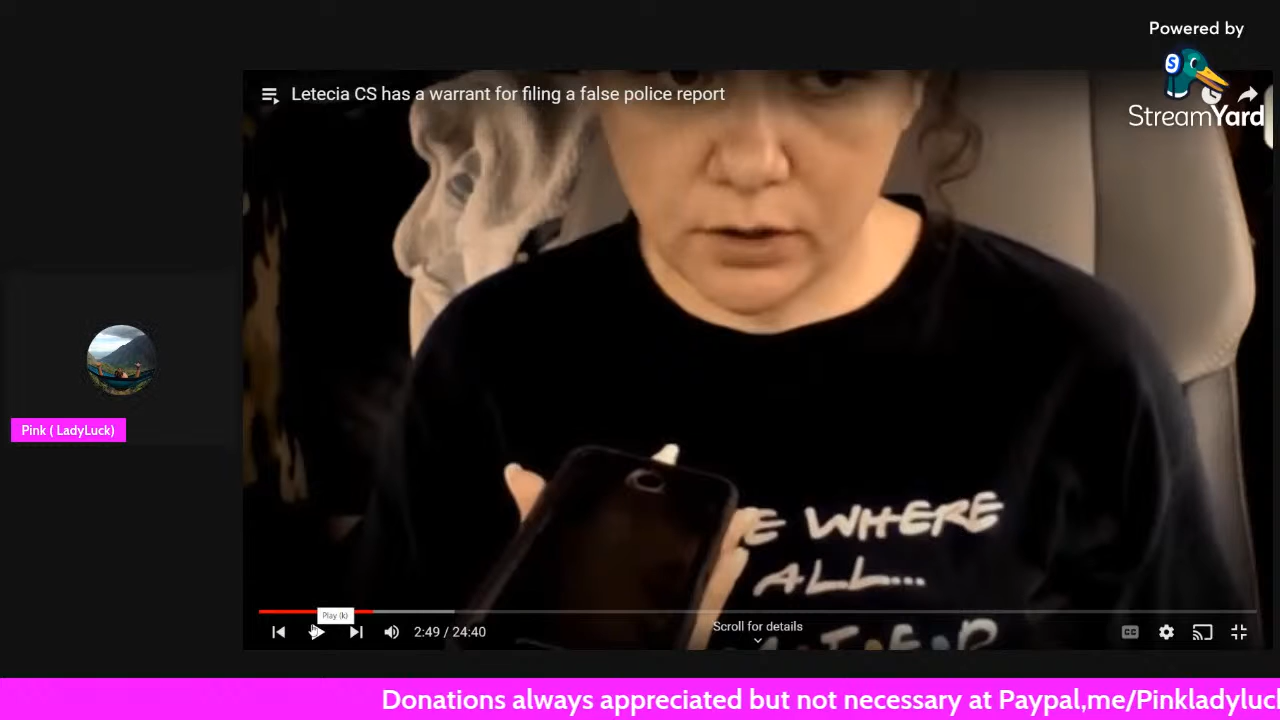 Powered by
StreamYard
Letecia CS has a warrant for filing a false police report
Pink ( LadyLuck)
E WHERE
ALL...
Play (k)
2:49 / 24:40
Scroll for details
CC
Donations always appreciated but not necessary at Paypal,me/Pinkladyluc